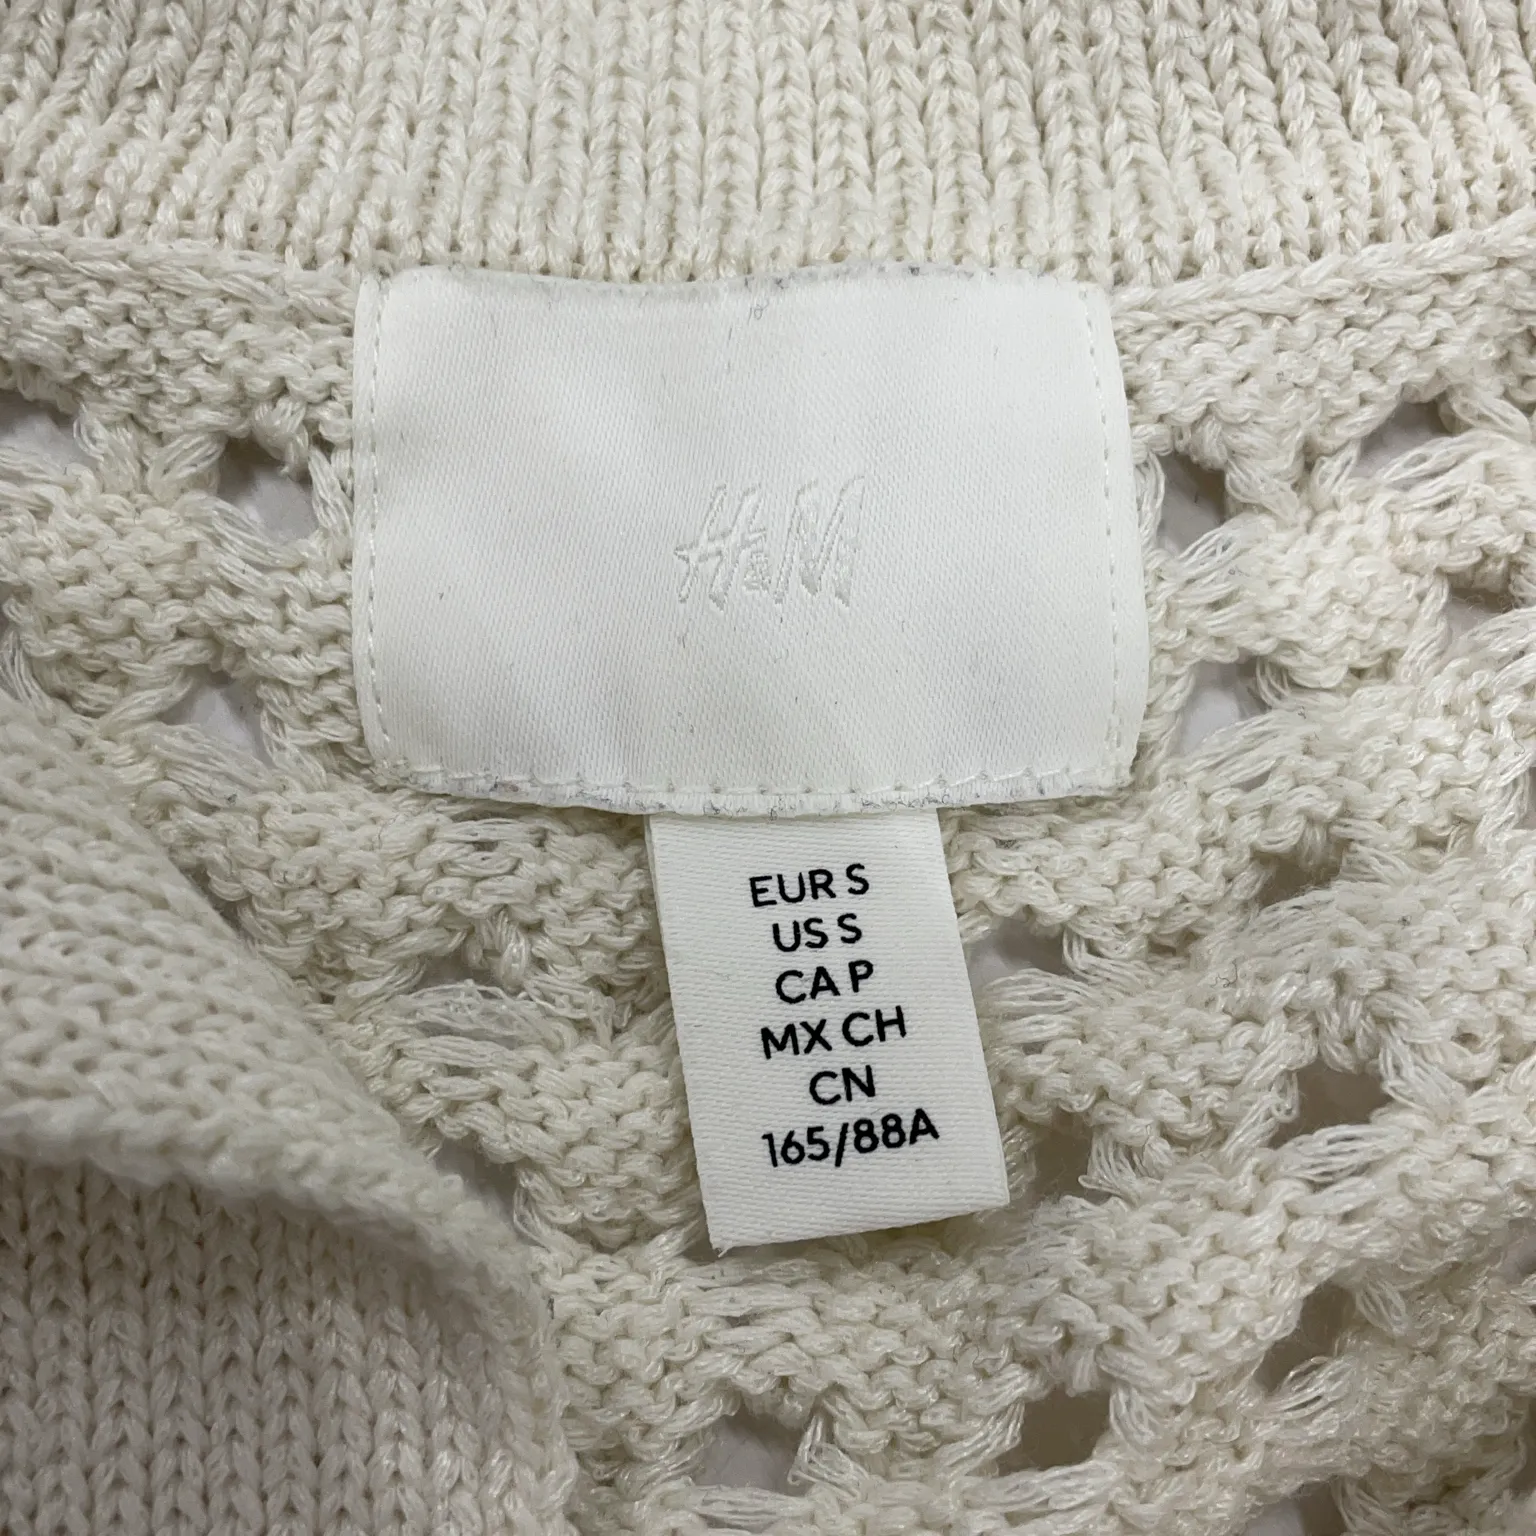 H&M
EUR S
US S
CA P
MX CH
CN
165/88A